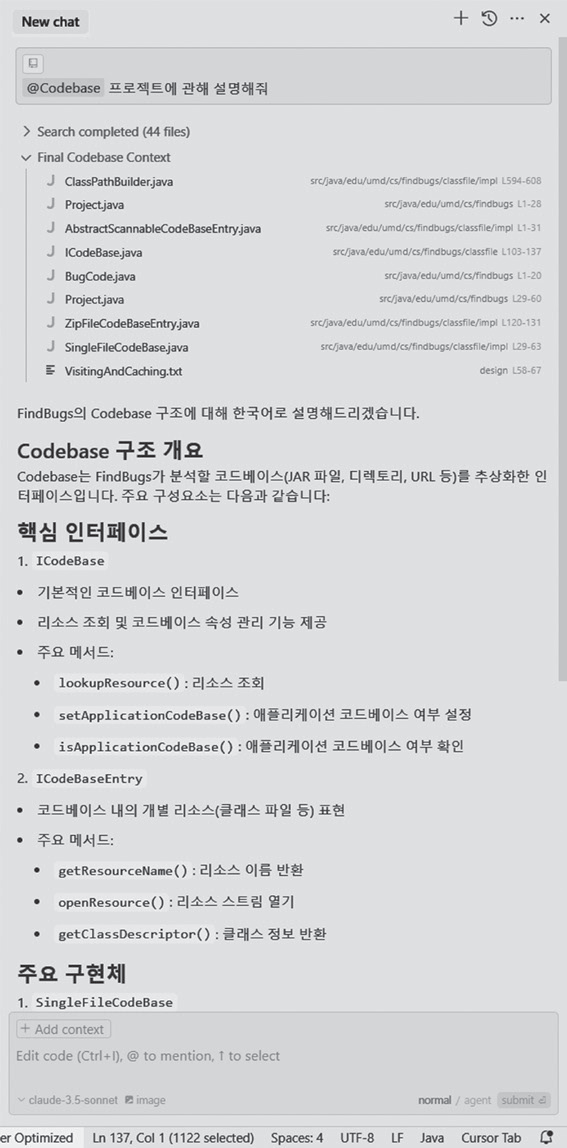 New chat
@Codebase 프로젝트에 관해 설명해줘
Search completed (44 files)
Final Codebase Context
ClassPathBuilder.java src/java/edu/umd/cs/findbugs/classfile/impl L594-608
Project.java src/java/edu/umd/cs/findbugs L1-28
AbstractScannableCodeBaseEntry.java src/java/edu/umd/cs/findbugs/classfile/impl L1-31
ICodeBase.java src/java/edu/umd/cs/findbugs/classfile L103-137
BugCode.java src/java/edu/umd/cs/findbugs L1-20
Project.java src/java/edu/umd/cs/findbugs L29-60
ZipFileCodeBaseEntry.java src/java/edu/umd/cs/findbugs/classfile/impl L120-131
SingleFileCodeBase.java src/java/edu/umd/cs/findbugs/classfile/impl L29-63
VisitingAndCaching.txt design L58-67
FindBugs의 Codebase 구조에 대해 한국어로 설명해드리겠습니다.
Codebase 구조 개요
Codebase는 FindBugs가 분석할 코드베이스(JAR 파일, 디렉토리, URL 등)를 추상화한 인
터페이스입니다. 주요 구성요소는 다음과 같습니다:
핵심 인터페이스
1. ICodeBase
• 기본적인 코드베이스 인터페이스
• 리소스 조회 및 코드베이스 속성 관리 기능 제공
• 주요 메서드:
• lookupResource() : 리소스 조회
• setApplicationCodeBase() : 애플리케이션 코드베이스 여부 설정
• isApplicationCodeBase() : 애플리케이션 코드베이스 여부 확인
2. ICodeBaseEntry
• 코드베이스 내의 개별 리소스(클래스 파일 등) 표현
• 주요 메서드:
• getResourceName() : 리소스 이름 반환
• openResource() : 리소스 스트림 열기
• getClassDescriptor() : 클래스 정보 반환
주요 구현체
1. SingleFileCodeBase
+ Add context
Edit code (Ctrl+I), @ to mention, ↑ to select
claude-3.5-sonnet image normal / agent submit
er Optimized Ln 137, Col 1 (1122 selected) Spaces: 4 UTF-8 LF Java Cursor Tab